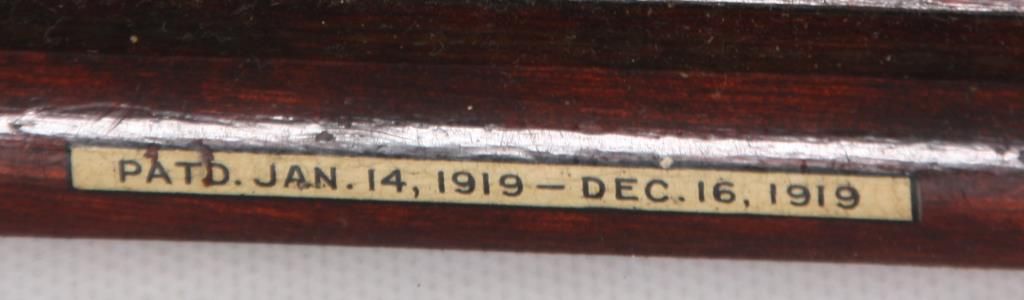 PATD. JAN. 14, 1919 — DEC. 16, 1919